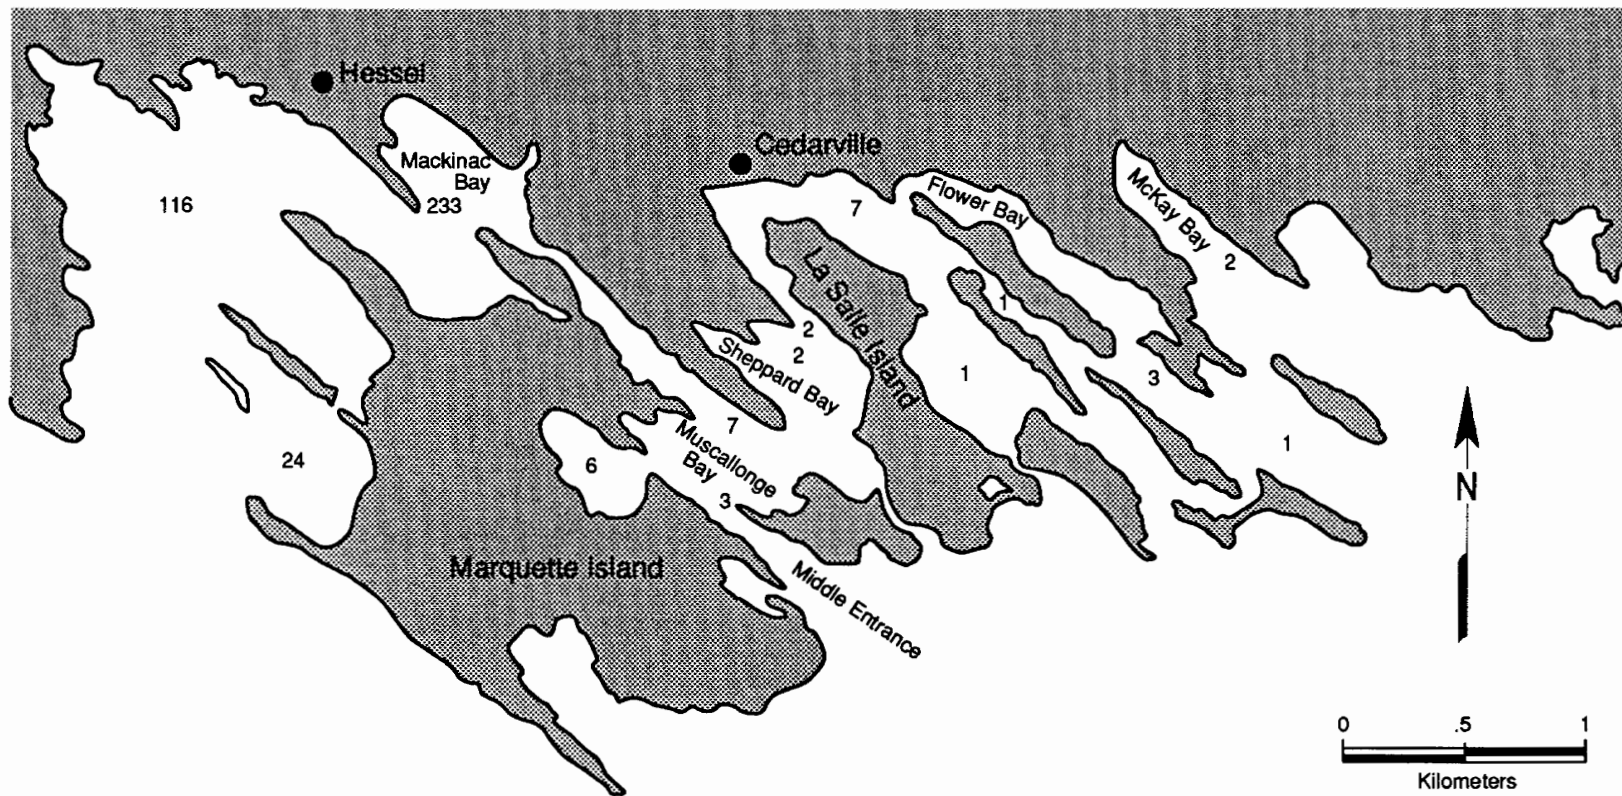 Hessel
Cedarville
Mackinac
Bay
116
233
7
Flower Bay
McKay Bay
2
La Salle Island
1
2
2
Sheppard Bay
1
3
7
1
24
6
Muscallonge
Bay
3
N
Marquette Island
Middle Entrance
0 .5 1
Kilometers